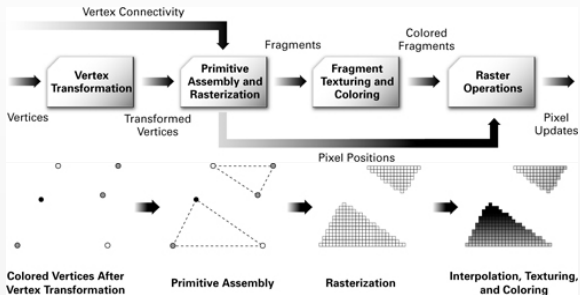 Vertex Connectivity
Vertex
Transformation
Primitive
Assembly and
Rasterization
Fragments
Fragment
Texturing and
Coloring
Colored
Fragments
Raster
Operations
Vertices
Transformed
Vertices
Pixel
Updates
Pixel Positions
Colored Vertices After
Vertex Transformation
Primitive Assembly
Rasterization
Interpolation, Texturing,
and Coloring